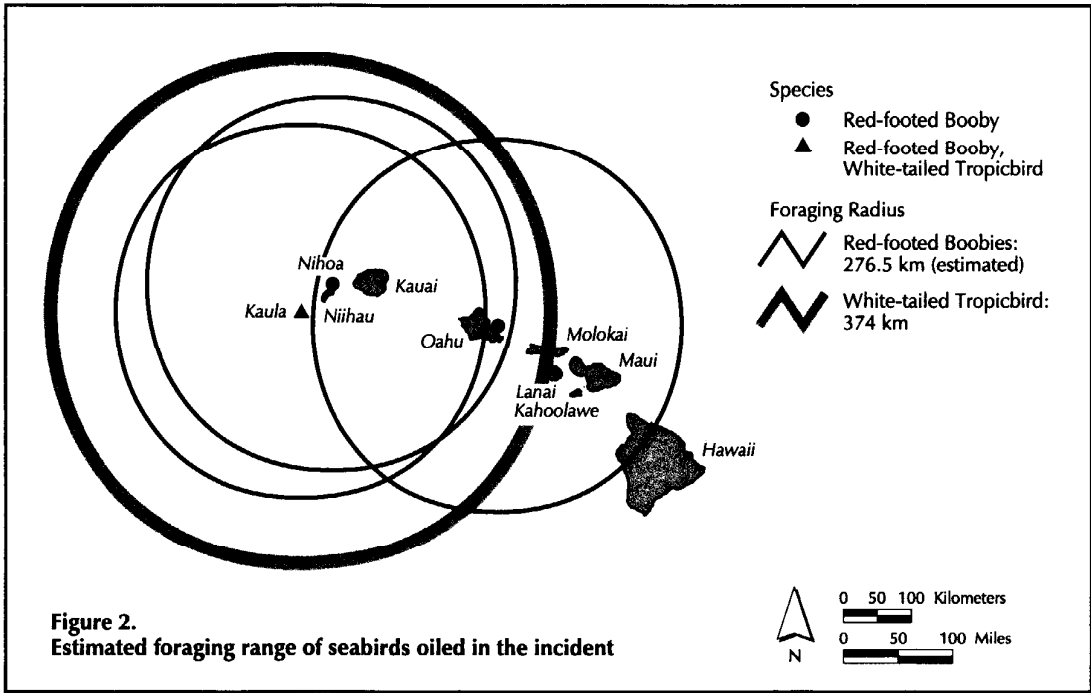 Species
Red-footed Booby
Red-footed Booby,
White-tailed Tropicbird
Foraging Radius
Red-footed Boobies:
276.5 km (estimated)
White-tailed Tropicbird:
374 km
Nihoa
Kauai
Kaula
Niihau
Oahu
Molokai
Maui
Lanai
Kahoolawe
Hawaii
Figure 2.
Estimated foraging range of seabirds oiled in the incident
N
0 50 100 Kilometers
0 50 100 Miles